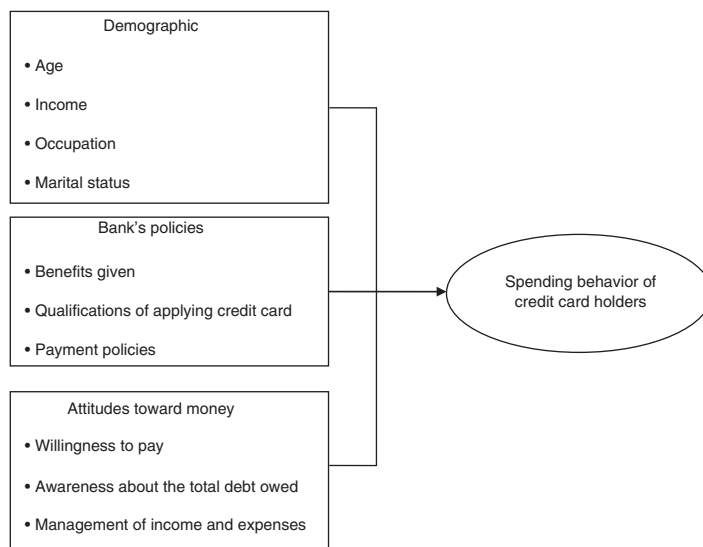 Demographic
• Age
• Income
• Occupation
• Marital status
Bank's policies
• Benefits given
• Qualifications of applying credit card
• Payment policies
Attitudes toward money
• Willingness to pay
• Awareness about the total debt owed
• Management of income and expenses
Spending behavior of
credit card holders